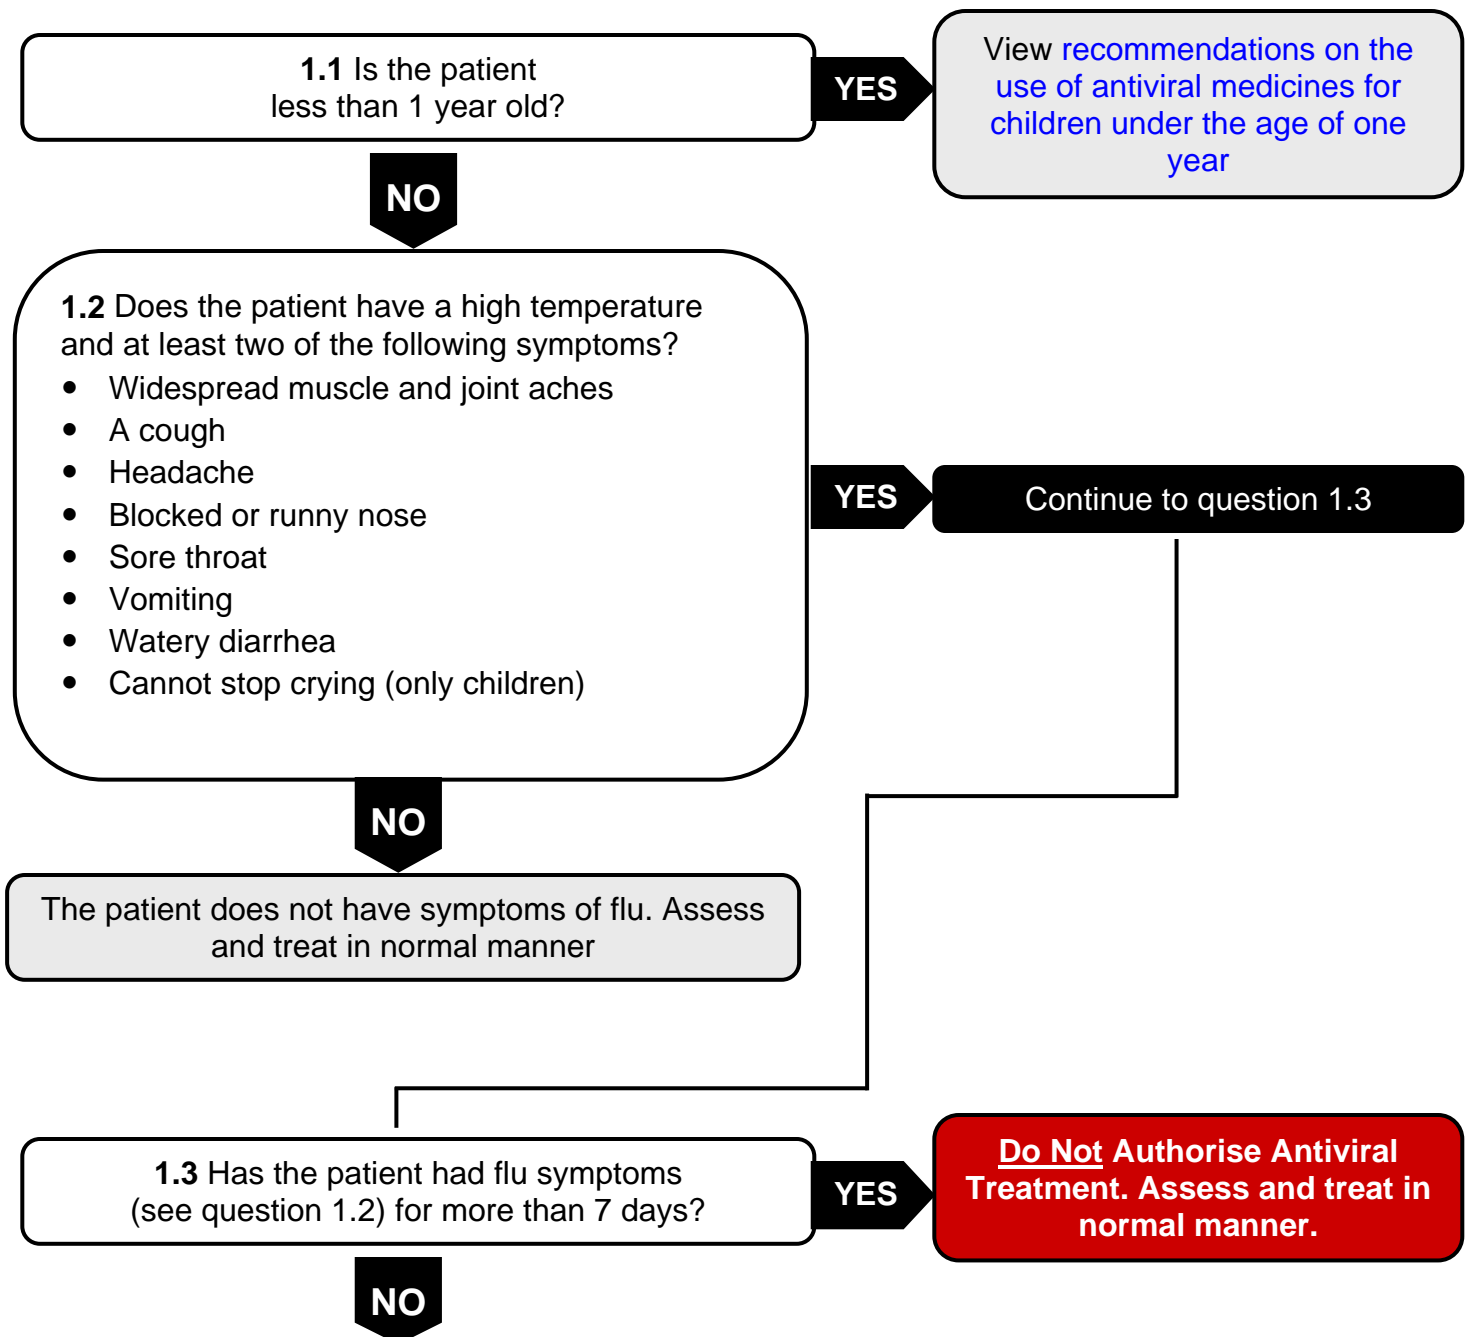 1.1 Is the patient
less than 1 year old?
YES
View recommendations on the
use of antiviral medicines for
children under the age of one
year
NO
1.2 Does the patient have a high temperature
and at least two of the following symptoms?
• Widespread muscle and joint aches
• A cough
• Headache
• Blocked or runny nose
• Sore throat
• Vomiting
• Watery diarrhea
• Cannot stop crying (only children)
YES
Continue to question 1.3
NO
The patient does not have symptoms of flu. Assess
and treat in normal manner
1.3 Has the patient had flu symptoms
(see question 1.2) for more than 7 days?
YES
Do Not Authorise Antiviral
Treatment. Assess and treat in
normal manner.
NO